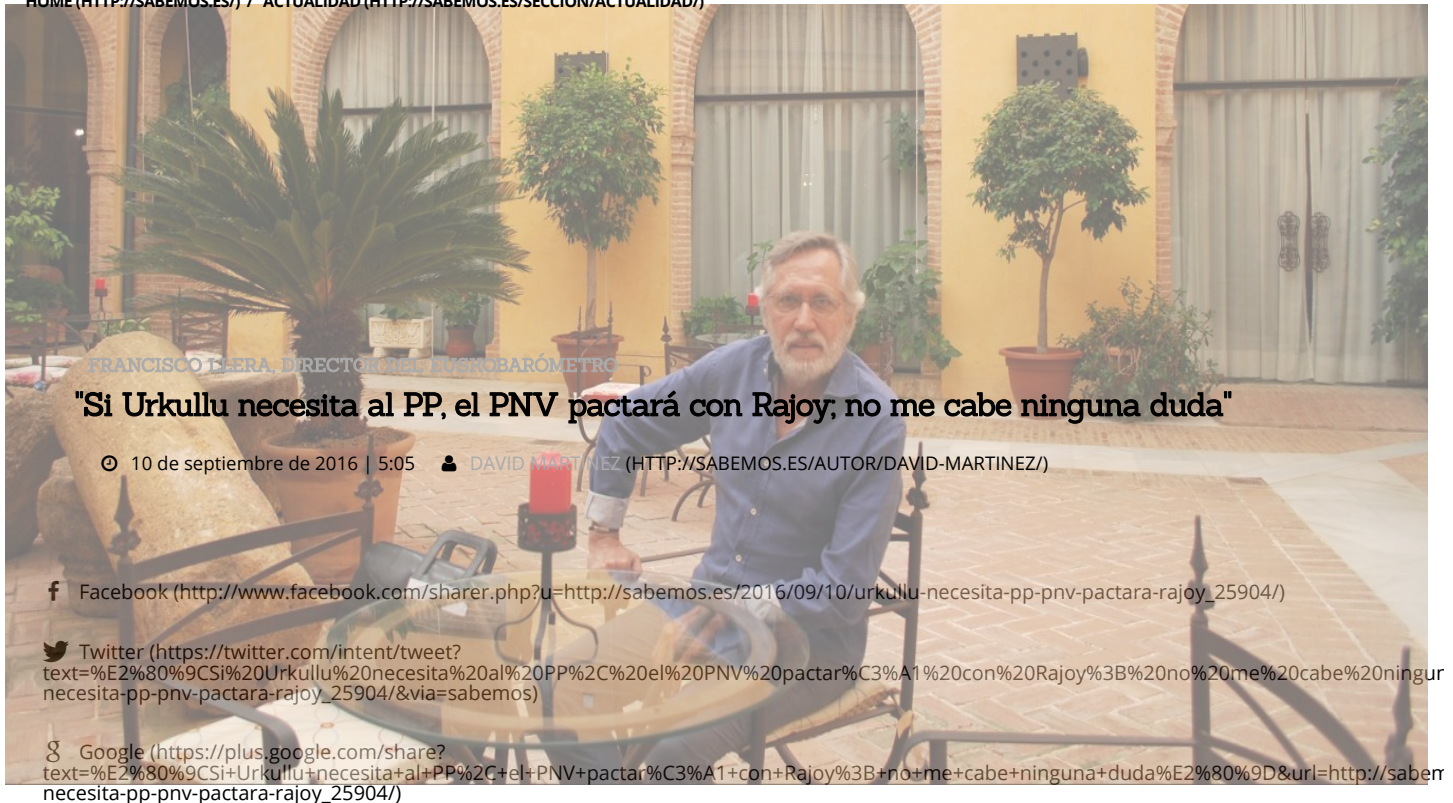 HOME (HTTP://SABEMOS.ES/) / ACTUALIDAD (HTTP://SABEMOS.ES/SECCION/ACTUALIDAD/)
FRANCISCO LLERA, DIRECTOR DEL EUSKOBARÓMETRO
"Si Urkullu necesita al PP, el PNV pactará con Rajoy; no me cabe ninguna duda"
10 de septiembre de 2016 | 5:05 DAVID MARTÍNEZ (HTTP://SABEMOS.ES/AUTOR/DAVID-MARTINEZ/)
Facebook (http://www.facebook.com/sharer.php?u=http://sabemos.es/2016/09/10/urkullu-necesita-pp-pnv-pactara-rajoy_25904/)
Twitter (https://twitter.com/intent/tweet?
text=%E2%80%9CSi%20Urkullu%20necesita%20al%20PP%2C%20el%20PNV%20pactar%C3%A1%20con%20Rajoy%3B%20no%20me%20cabe%20ningun
necesita-pp-pnv-pactara-rajoy_25904/&via=sabemos)
Google (https://plus.google.com/share?
text=%E2%80%9CSi+Urkullu+necesita+al+PP%2C+el+PNV+pactar%C3%A1+con+Rajoy%3B+no+me+cabe+ninguna+duda%E2%80%9D&url=http://sabem
necesita-pp-pnv-pactara-rajoy_25904/)